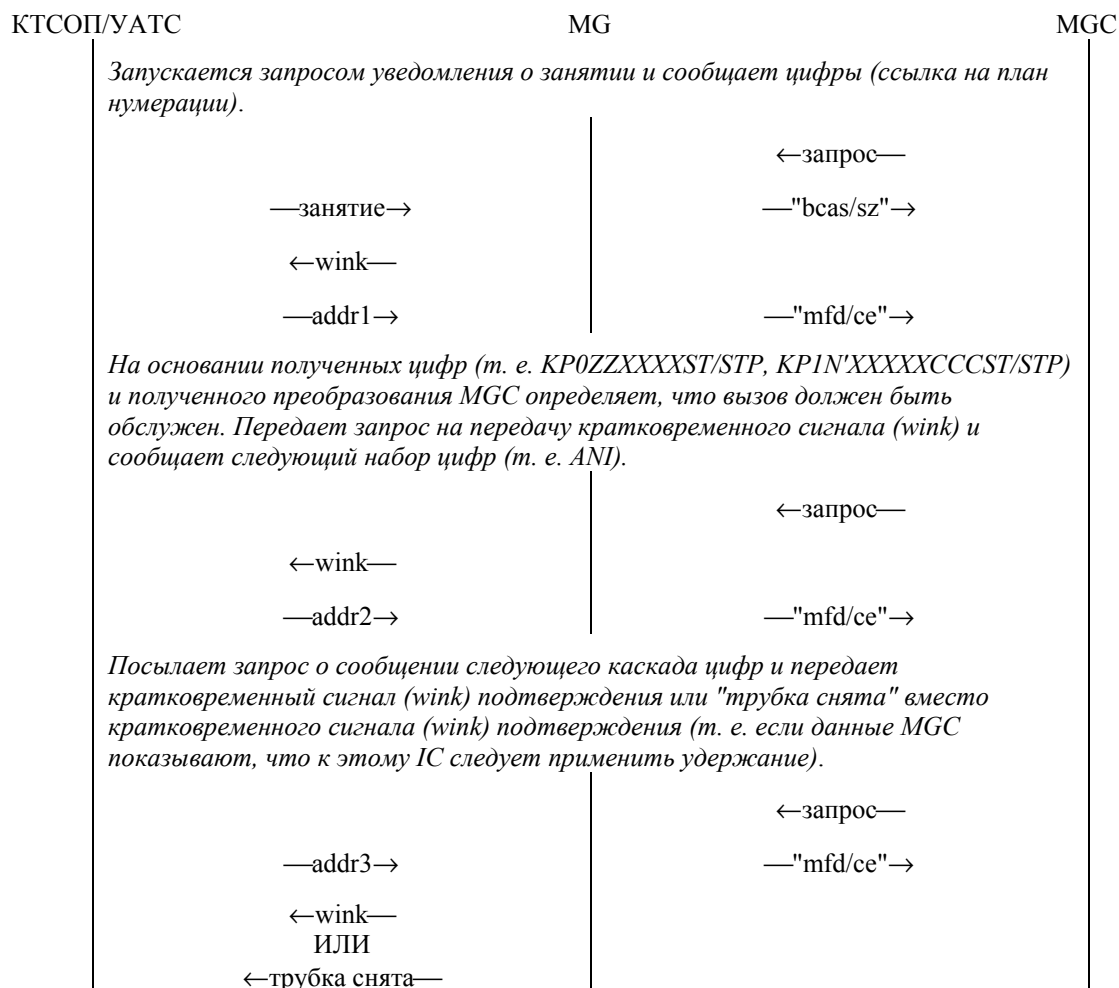 КТСОП/УАТС MG MGC
Запускается запросом уведомления о занятии и сообщает цифры (ссылка на план
нумерации).
←запрос—
—занятие→ —"bcas/sz"→
←wink—
—addr1→ —"mfd/ce"→
На основании полученных цифр (т. е. KP0ZZXXXXST/STP, KP1N'XXXXXCCCST/STP)
и полученного преобразования MGC определяет, что вызов должен быть
обслужен. Передает запрос на передачу кратковременного сигнала (wink) и
сообщает следующий набор цифр (т. е. ANI).
←запрос—
←wink—
—addr2→ —"mfd/ce"→
Посылает запрос о сообщении следующего каскада цифр и передает
кратковременный сигнал (wink) подтверждения или "трубка снята" вместо
кратковременного сигнала (wink) подтверждения (т. е. если данные MGC
показывают, что к этому IC следует применить удержание).
←запрос—
—addr3→ —"mfd/ce"→
←wink—
ИЛИ
←трубка снята—